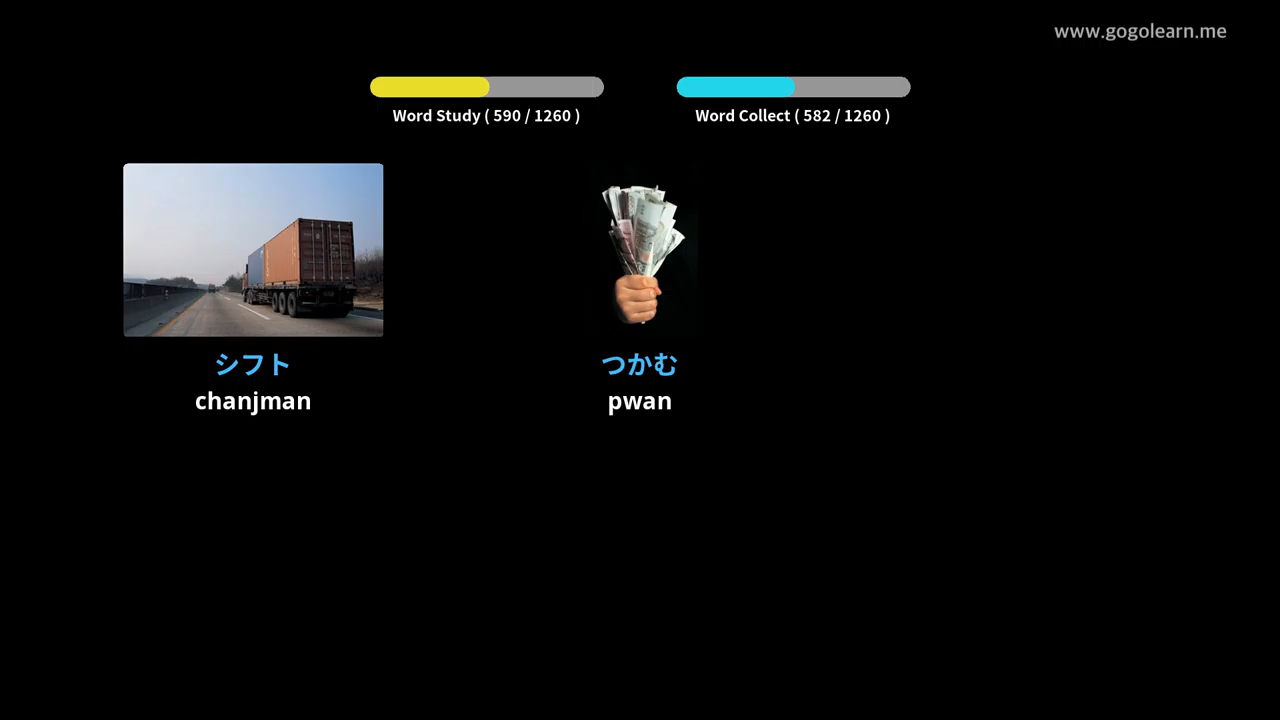 www.gogolearn.me
Word Study ( 590 / 1260 )
Word Collect ( 582 / 1260 )
シフト
chanjman
つかむ
pwan